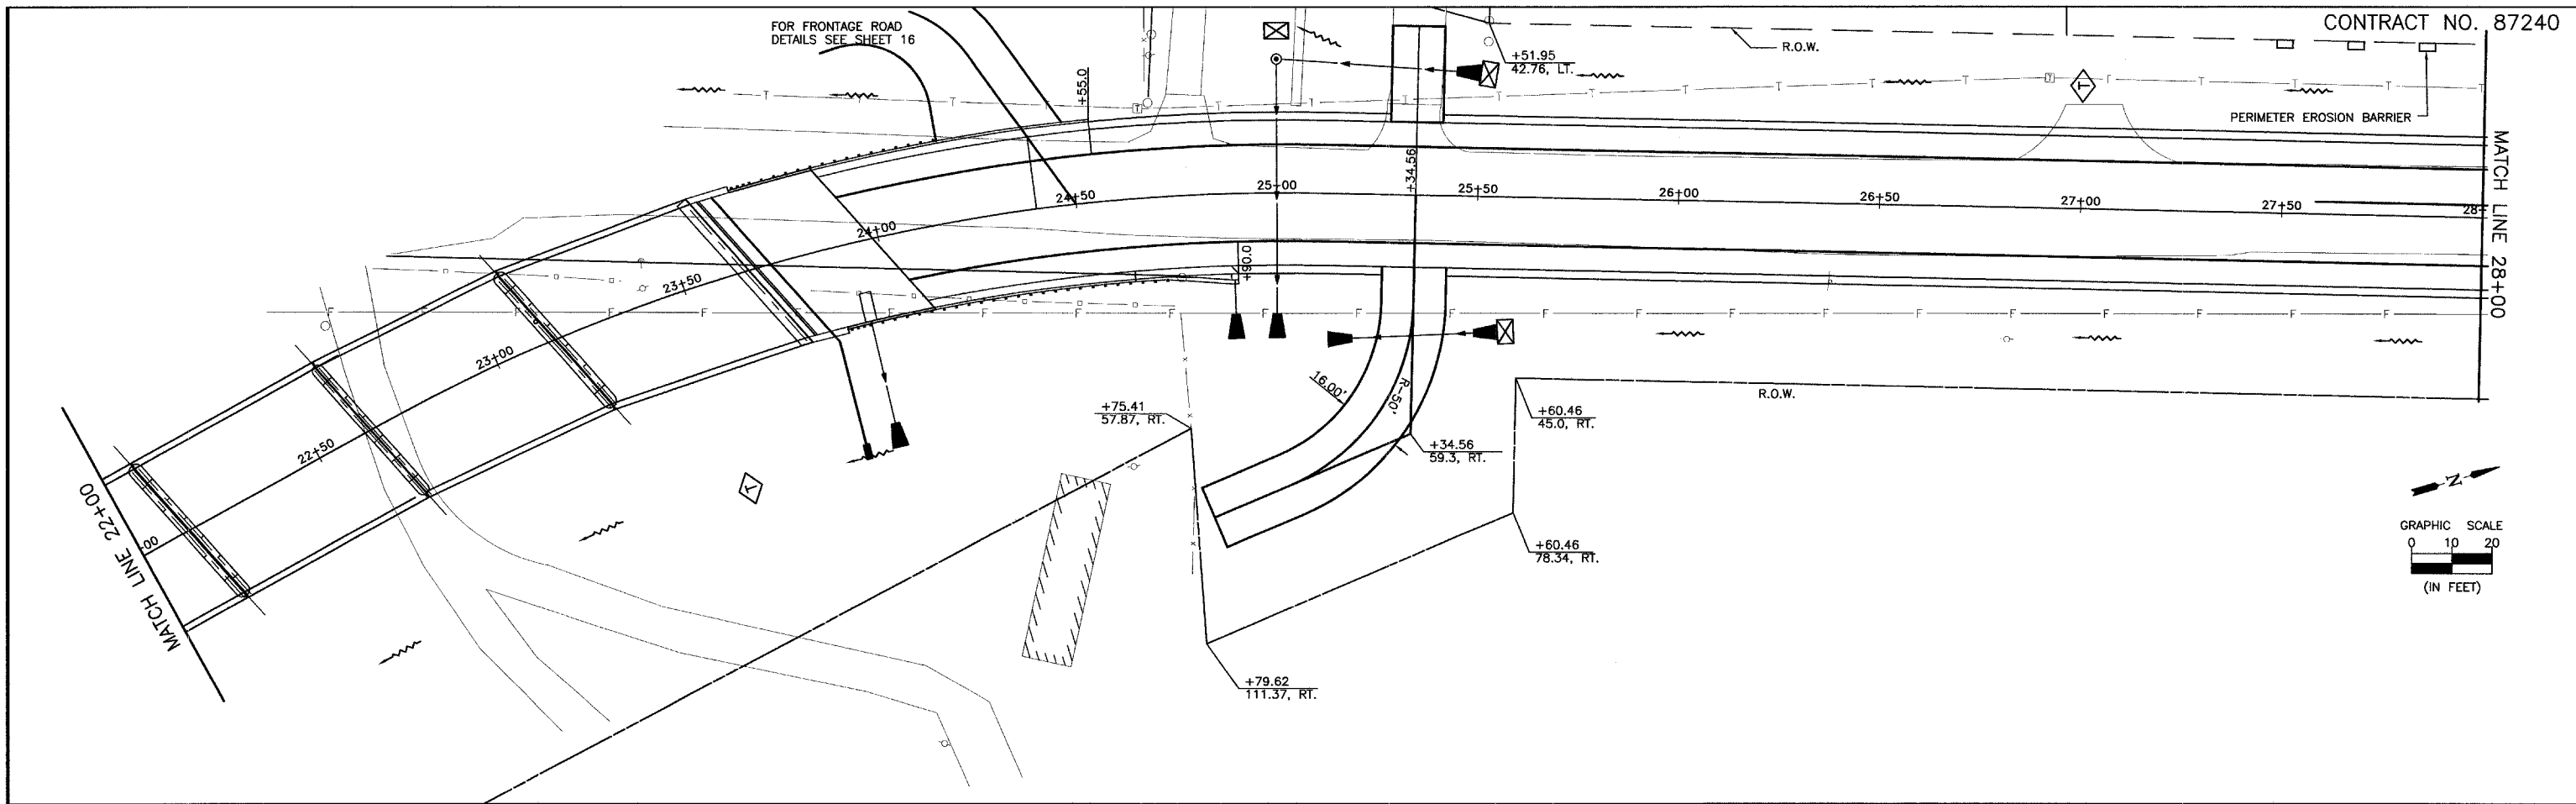 CONTRACT NO. 87240
FOR FRONTAGE ROAD
DETAILS SEE SHEET 16
R.O.W.
+51.95
42.76, LT.
+55.0
T T T T T T T T T T T T T T T T T
PERIMETER EROSION BARRIER
+34.56
MATCH LINE 28+00
24+50
25+00
25+50
26+00
26+50
27+00
27+50
28-
24+00
23+50
23+00
22+50
-00
+90.0
F F F F F F F F F F F F F F F F F F F F F F
MATCH LINE 22+00
16.00'
R-50'
+75.41
57.87, RT.
R.O.W.
+60.46
45.0, RT.
+34.56
59.3, RT.
+60.46
78.34, RT.
+79.62
111.37, RT.
T
N
GRAPHIC SCALE
0 10 20
(IN FEET)